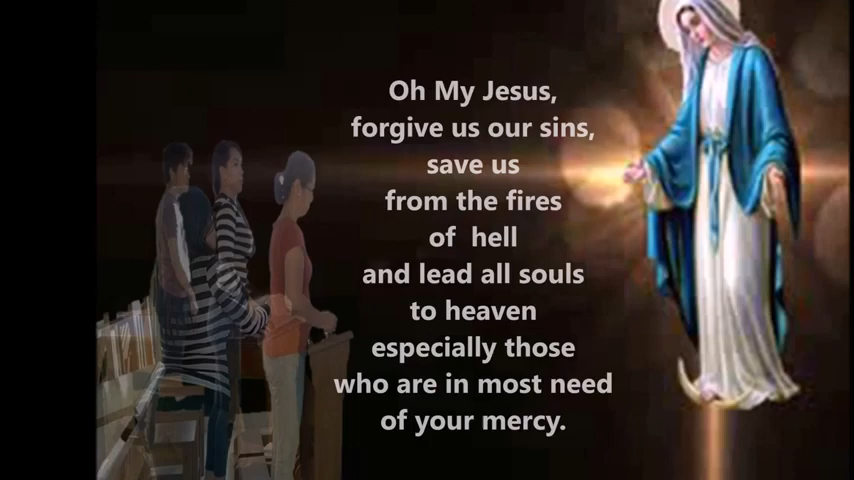 Oh My Jesus,
forgive us our sins,
save us
from the fires
of hell
and lead all souls
to heaven
especially those
who are in most need
of your mercy.